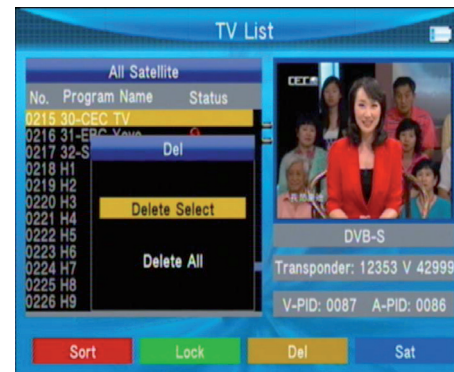 TV List
All Satellite
No. Program Name Status
0215 30-CEC TV
0216 31-EBC Yoyo
0217 32-S
0218 H1
0219 H2
0220 H3
0221 H4
0222 H5
0223 H6
0224 H7
0225 H8
0226 H9
Del
Delete Select
Delete All
DVB-S
Transponder: 12353 V 42999
V-PID: 0087 A-PID: 0086
Sort Lock Del Sat